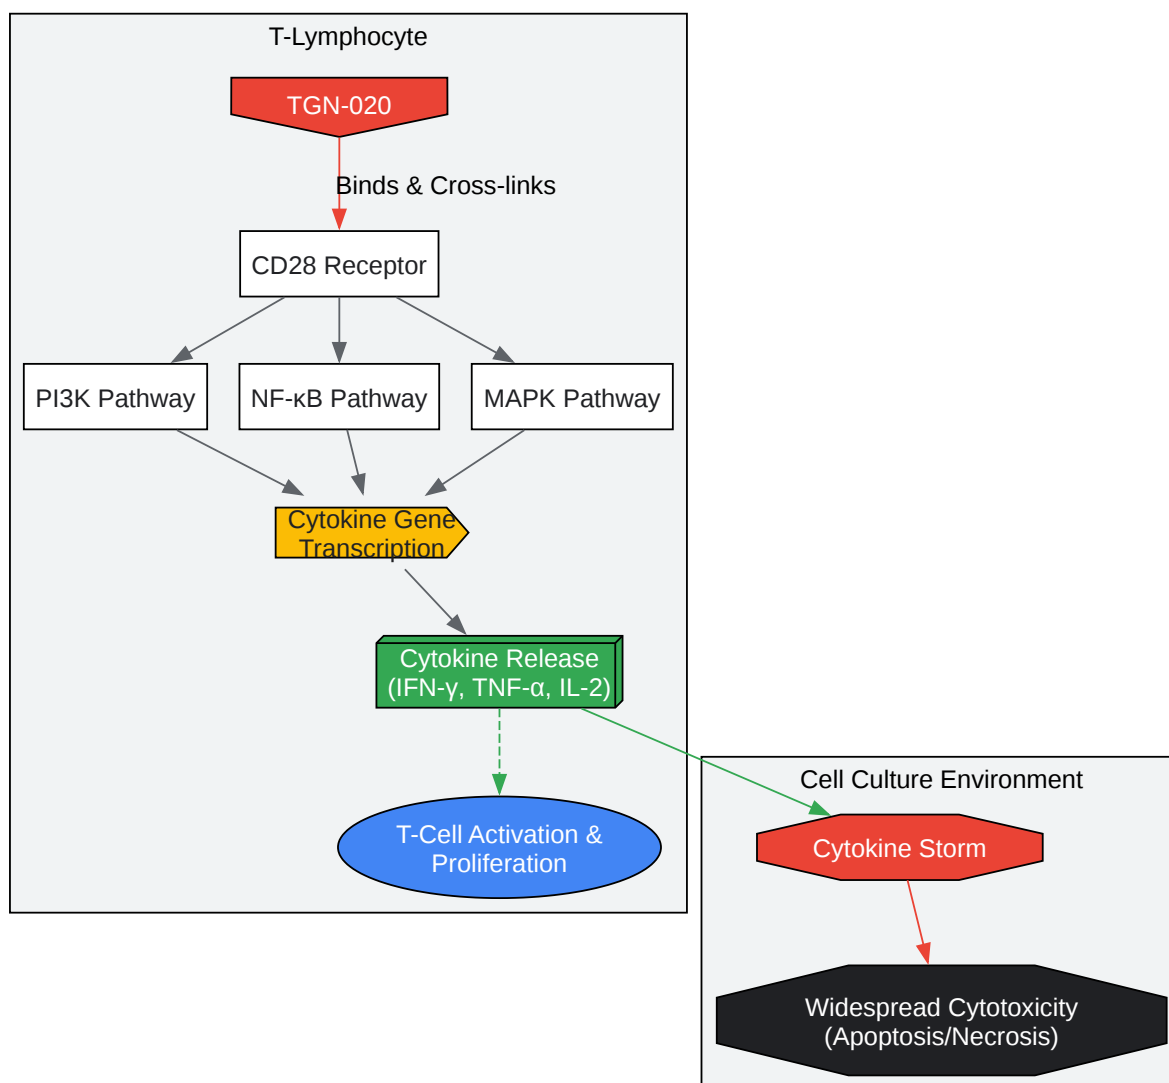 T-Lymphocyte
TGN-020
Binds & Cross-links
CD28 Receptor
PI3K Pathway
NF-κB Pathway
MAPK Pathway
Cytokine Gene
Transcription
Cytokine Release
(IFN-γ, TNF-α, IL-2)
T-Cell Activation &
Proliferation
Cell Culture Environment
Cytokine Storm
Widespread Cytotoxicity
(Apoptosis/Necrosis)